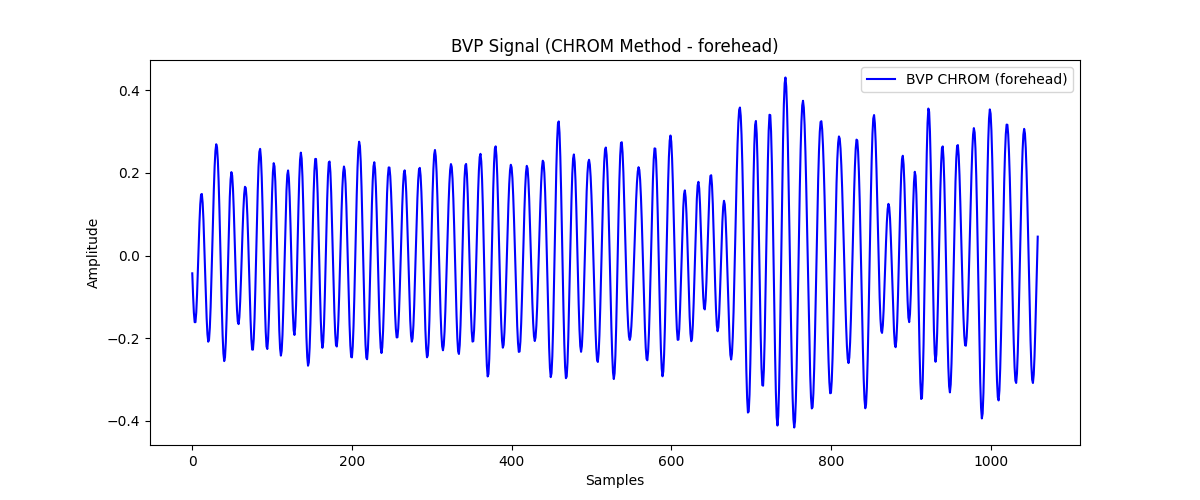 BVP Signal (CHROM Method - forehead)
BVP CHROM (forehead)
0.4
0.2
0.0
−0.2
−0.4
Amplitude
0 200 400 600 800 1000
Samples